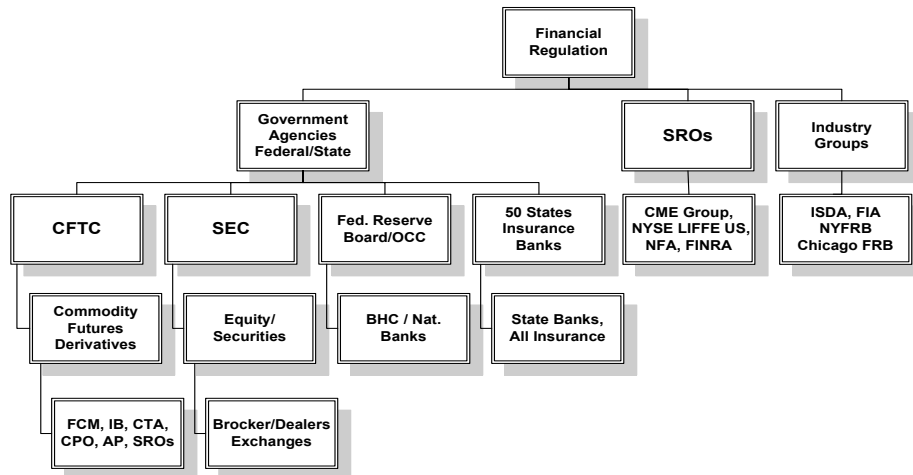 Financial
Regulation
Government
Agencies
Federal/State
SROs
Industry
Groups
CFTC
SEC
Fed. Reserve
Board/OCC
50 States
Insurance
Banks
CME Group,
NYSE LIFFE US,
NFA, FINRA
ISDA, FIA
NYFRB
Chicago FRB
Commodity
Futures
Derivatives
Equity/
Securities
BHC / Nat.
Banks
State Banks,
All Insurance
FCM, IB, CTA,
CPO, AP, SROs
Brocker/Dealers
Exchanges